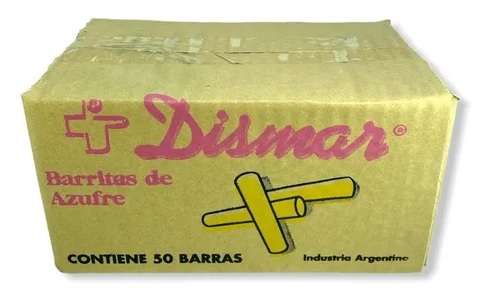 Dismar®
Barritas de
Azufre
CONTIENE 50 BARRAS
Industria Argentina